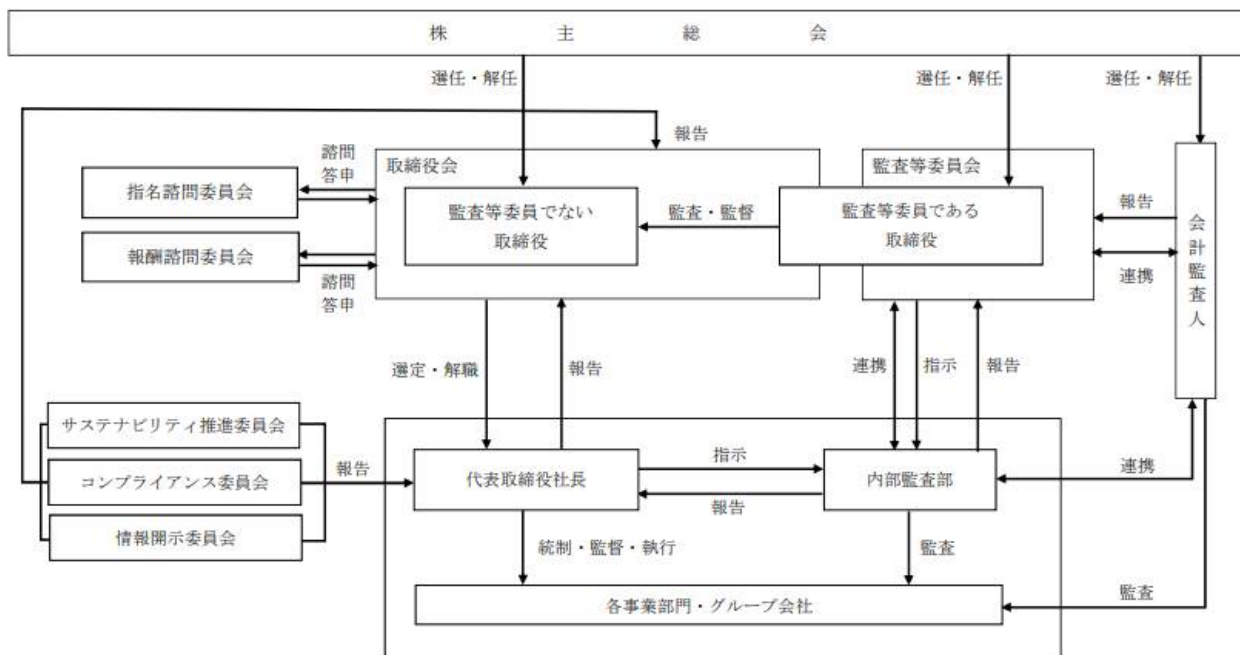 株主総会
選任・解任
選任・解任
選任・解任
報告
諮問
答申
取締役会
監査等委員会
指名諮問委員会
監査等委員でない
取締役
監査・監督
監査等委員である
取締役
報告
報酬諮問委員会
諮問
答申
連携
会計監査人
選定・解職
報告
連携
指示
報告
サステナビリティ推進委員会
コンプライアンス委員会
情報開示委員会
報告
代表取締役社長
指示
報告
内部監査部
連携
統制・監督・執行
監査
各事業部門・グループ会社
監査